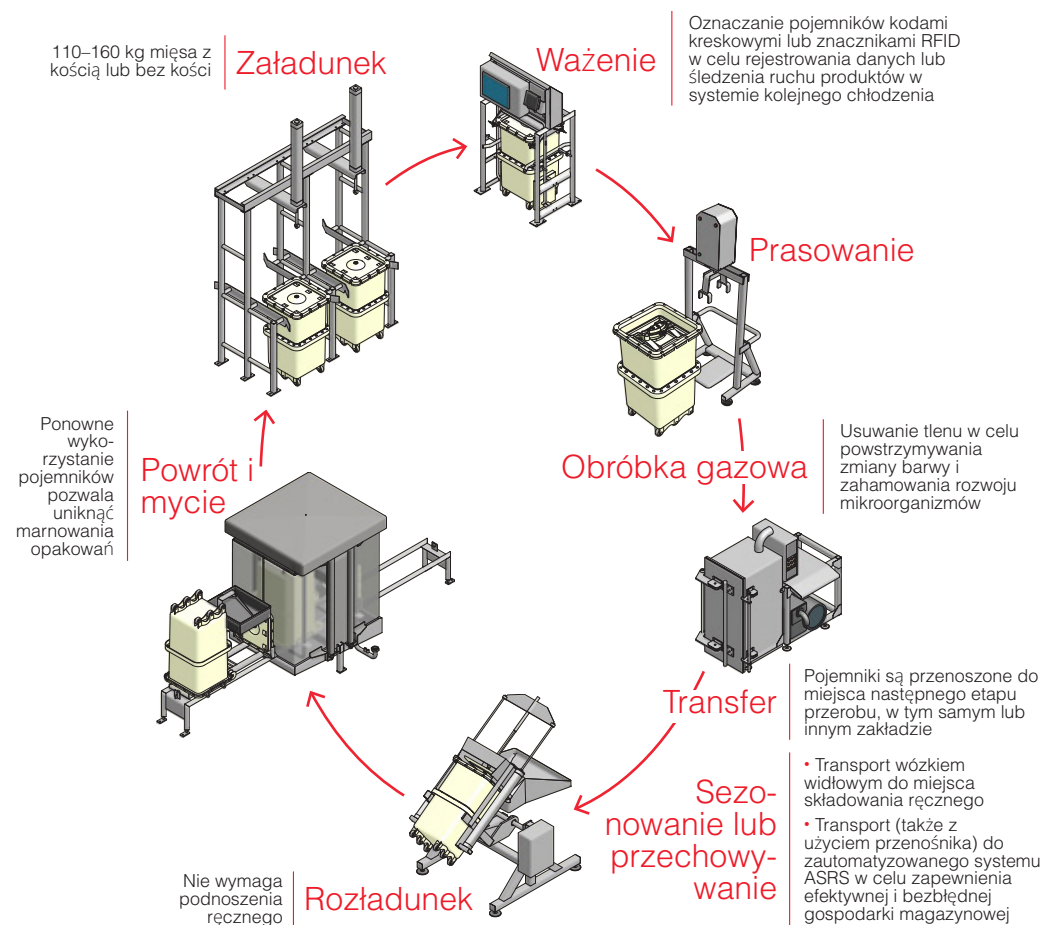 110–160 kg mięsa z
kością lub bez kości
Załadunek
Ważenie
Oznaczanie pojemników kodami
kreskowymi lub znacznikami RFID
w celu rejestrowania danych lub
śledzenia ruchu produktów w
systemie kolejnego chłodzenia
Prasowanie
Obróbka gazowa
Usuwanie tlenu w celu
powstrzymywania
zmiany barwy i
zahamowania rozwoju
mikroorganizmów
Transfer
Pojemniki są przenoszone do
miejsca następnego etapu
przerobu, w tym samym lub
innym zakładzie
Sezo-
nowanie lub
przechowy-
wanie
• Transport wózkiem
widłowym do miejsca
składowania ręcznego
• Transport (także z
użyciem przenośnika) do
zautomatyzowanego systemu
ASRS w celu zapewnienia
efektywnej i bezbłędnej
gospodarki magazynowej
Nie wymaga
podnoszenia
ręcznego
Rozładunek
Ponowne
wyko-
rzystanie
pojemników
pozwala
uniknąć
marnowania
opakowań
Powrót i
mycie